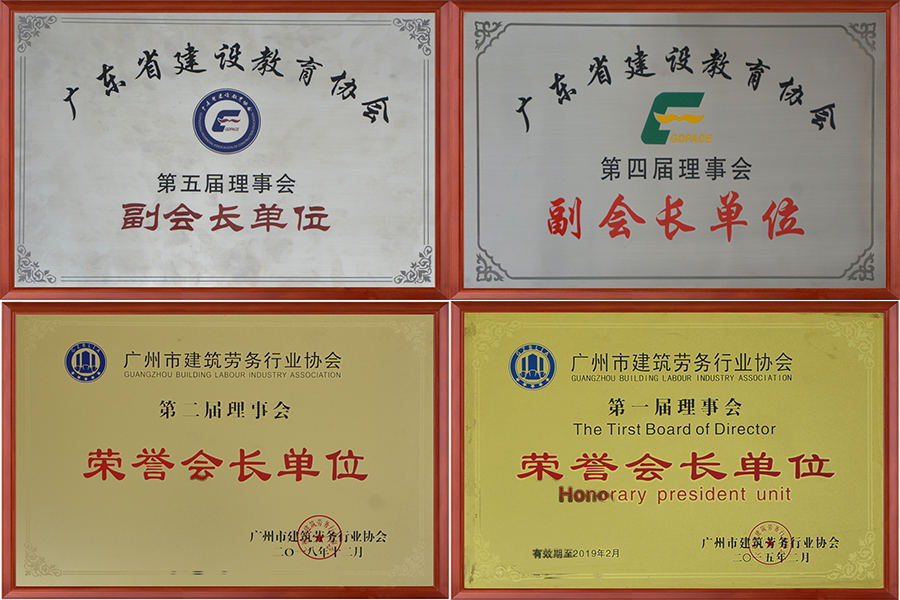 广东省建设教育协会
GDPACE
第五届理事会
副会长单位
广东省建设教育协会
GDPACE
第四届理事会
副会长单位
广州市建筑劳务行业协会
GUANGZHOU BUILDING LABOUR INDUSTRY ASSOCIATION
第二届理事会
荣誉会长单位
广州市建筑劳务行业协会
二〇一八年十二月
广州市建筑劳务行业协会
GUANGZHOU BUILDING LABOUR INDUSTRY ASSOCIATION
第一届理事会
The Tirst Board of Director
荣誉会长单位
Honorary president unit
广州市建筑劳务行业协会
有效期至2019年2月
二〇一五年二月